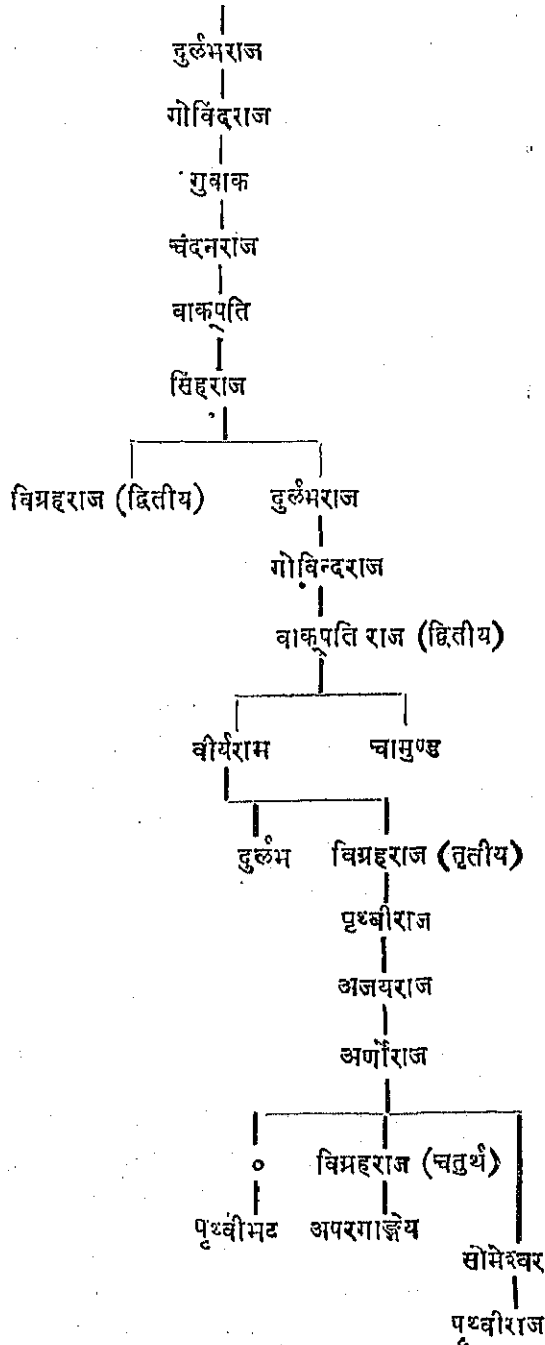 दुर्लभराज
गोविंदराज
गुवाक
चंदनराज
वाक्पति
सिंहराज
विग्रहराज (द्वितीय) दुर्लभराज
गोविन्दराज
वाक्पति राज (द्वितीय)
वीर्यराम चामुण्ड
दुर्लभ विग्रहराज (तृतीय)
पृथ्वीराज
अजयराज
अर्णोराज
० विग्रहराज (चतुर्थ)
पृथ्वीभट अपरगाङ्गेय
सोमेश्वर
पृथ्वीराज